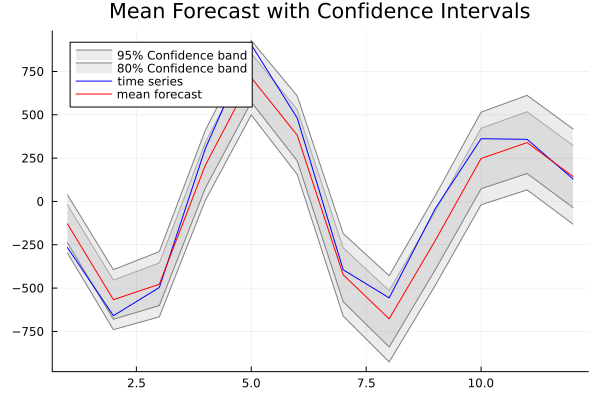 Mean Forecast with Confidence Intervals
95% Confidence band
80% Confidence band
time series
mean forecast
750
500
250
0
−250
−500
−750
2.5 5.0 7.5 10.0